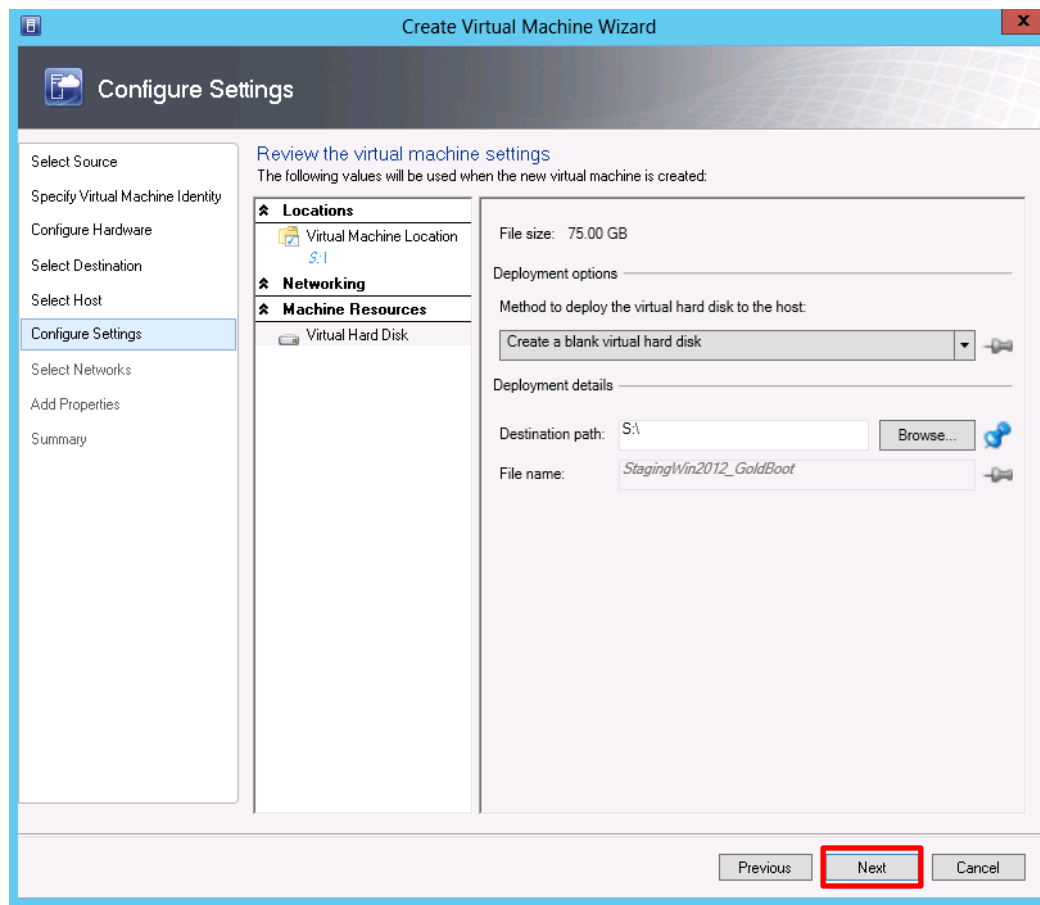 Create Virtual Machine Wizard
x
Configure Settings
Select Source
Specify Virtual Machine Identity
Configure Hardware
Select Destination
Select Host
Configure Settings
Select Networks
Add Properties
Summary
Review the virtual machine settings
The following values will be used when the new virtual machine is created:
Locations
Virtual Machine Location
S:\
Networking
Machine Resources
Virtual Hard Disk
File size: 75.00 GB
Deployment options
Method to deploy the virtual hard disk to the host:
Create a blank virtual hard disk
Deployment details
Destination path: S:\ Browse...
File name: StagingWin2012_GoldBoot
Previous Next Cancel